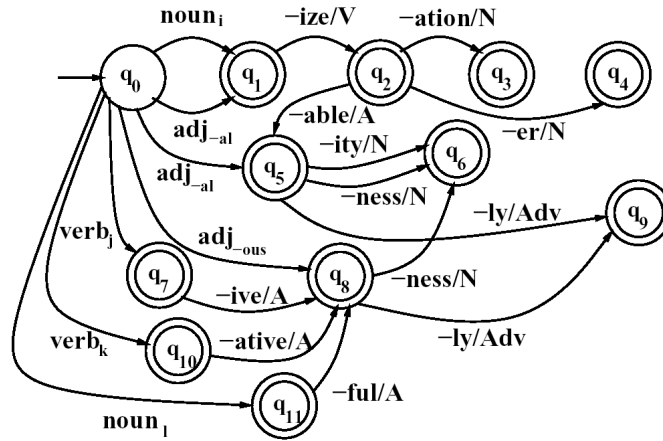 noun_i
−ize/V
−ation/N
q_0
q_1
q_2
q_3
q_4
adj_−al
−able/A
−er/N
adj_−al
q_5
−ity/N
q_6
−ness/N
verb_j
adj_−ous
−ly/Adv
q_9
q_7
q_8
−ness/N
−ive/A
verb_k
q_10
−ative/A
−ly/Adv
noun_l
q_11
−ful/A